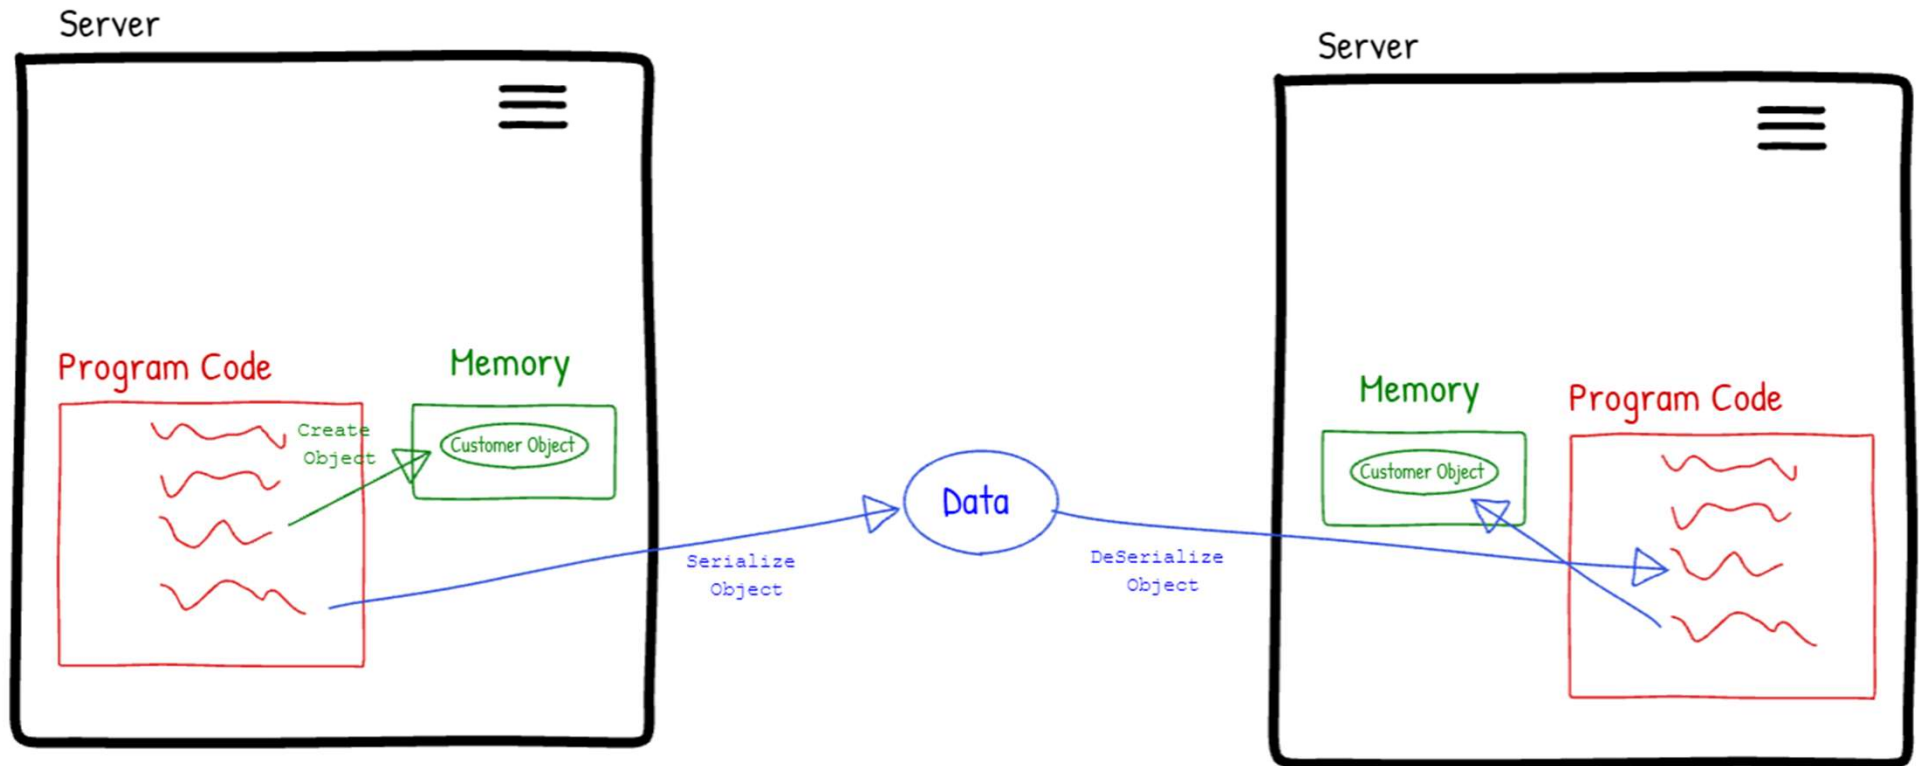 Server
Program Code
Memory
Create
Object
Customer Object
Serialize
Object
Data
DeSerialize
Object
Server
Memory
Customer Object
Program Code